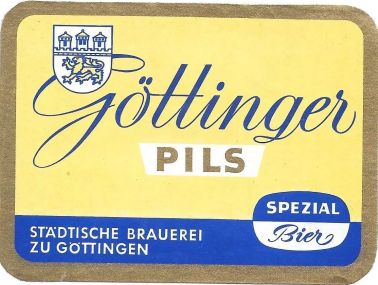 Göttinger
PILS
SPEZIAL
Bier
STÄDTISCHE BRAUEREI
ZU GÖTTINGEN